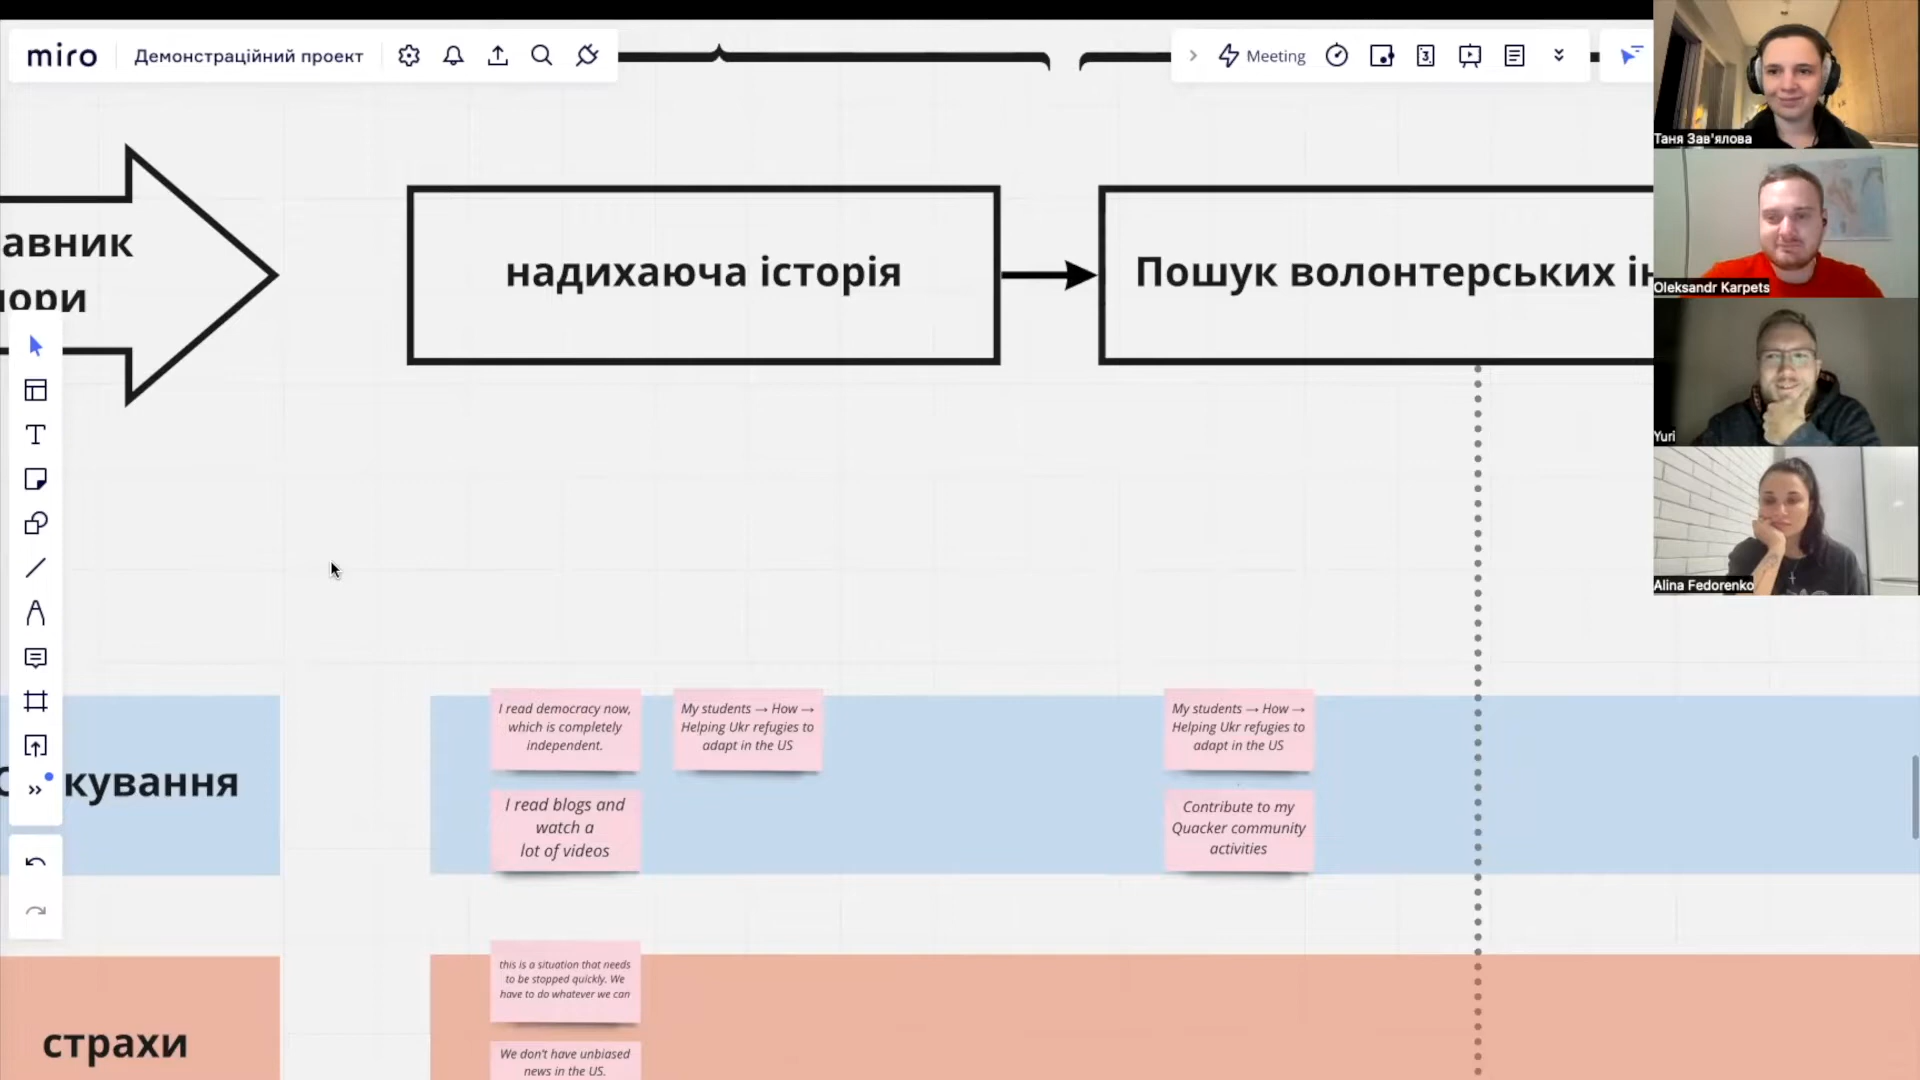 miro
Демонстраційний проект
Meeting
3
авник
надихаюча історія
Пошук волонтерських ін
Таня Зав'ялова
Oleksandr Karpets
Yuri
Alina Fedorenko
кування
I read democracy now,
which is completely
independent.
My students → How →
Helping Ukr refugies to
adapt in the US
My students → How →
Helping Ukr refugies to
adapt in the US
I read blogs and
watch a
lot of videos
Contribute to my
Quacker community
activities
страхи
this is a situation that needs
to be stopped quickly. We
have to do whatever we can
We don't have unbiased
news in the US.